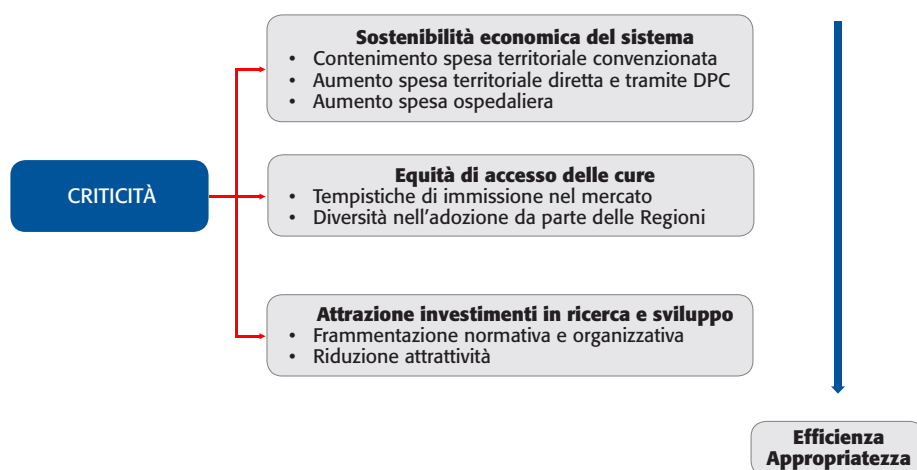 Sostenibilità economica del sistema
• Contenimento spesa territoriale convenzionata
• Aumento spesa territoriale diretta e tramite DPC
• Aumento spesa ospedaliera
CRITICITÀ
Equità di accesso delle cure
• Tempistiche di immissione nel mercato
• Diversità nell'adozione da parte delle Regioni
Attrazione investimenti in ricerca e sviluppo
• Frammentazione normativa e organizzativa
• Riduzione attrattività
Efficienza
Appropriatezza